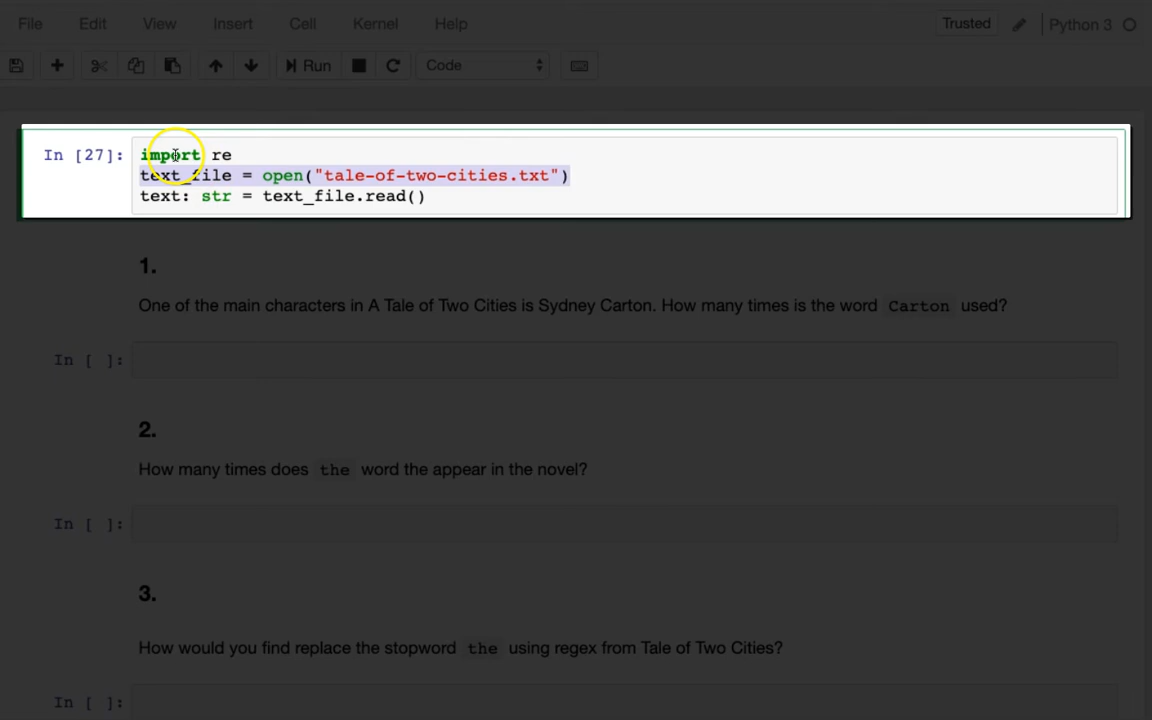 File Edit View Insert Cell Kernel Help Trusted Python 3
Run Code
In [27]: import re
text_file = open("tale-of-two-cities.txt")
text: str = text_file.read()
1.
One of the main characters in A Tale of Two Cities is Sydney Carton. How many times is the word Carton used?
In [ ]:
2.
How many times does the word the appear in the novel?
In [ ]:
3.
How would you find replace the stopword the using regex from Tale of Two Cities?
In [ ]: